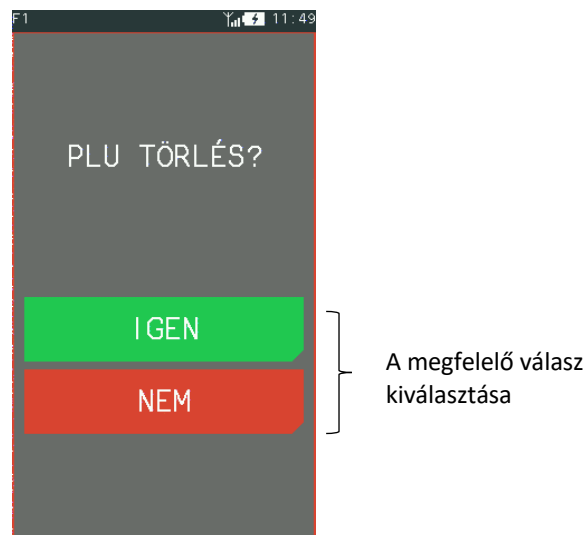 F1 11:49
PLU TÖRLÉS?
IGEN
NEM
A megfelelő válasz
kiválasztása